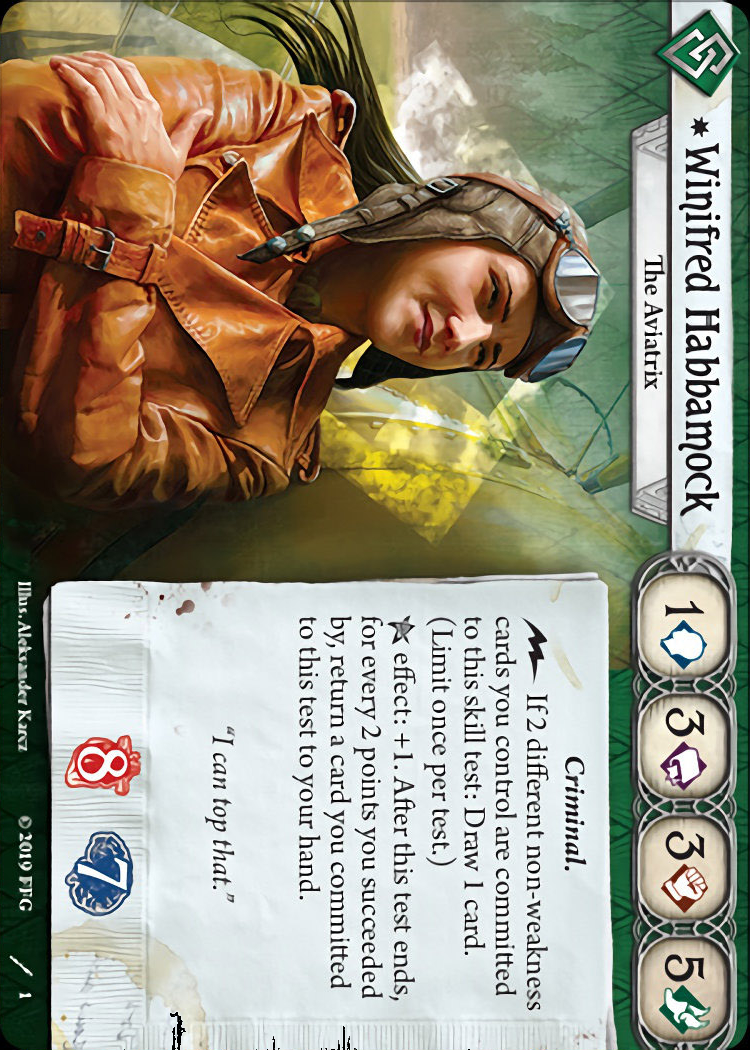 Winifred Habbamock
The Aviatrix
1 3 3 5
Criminal.
If 2 different non-weakness
cards you control are committed
to this skill test: Draw 1 card.
(Limit once per test.)
effect: +1. After this test ends,
for every 2 points you succeeded
by, return a card you committed
to this test to your hand.
“I can top that.”
8 7
Illus. Aleksander Karcz
© 2019 FFG
/ 1